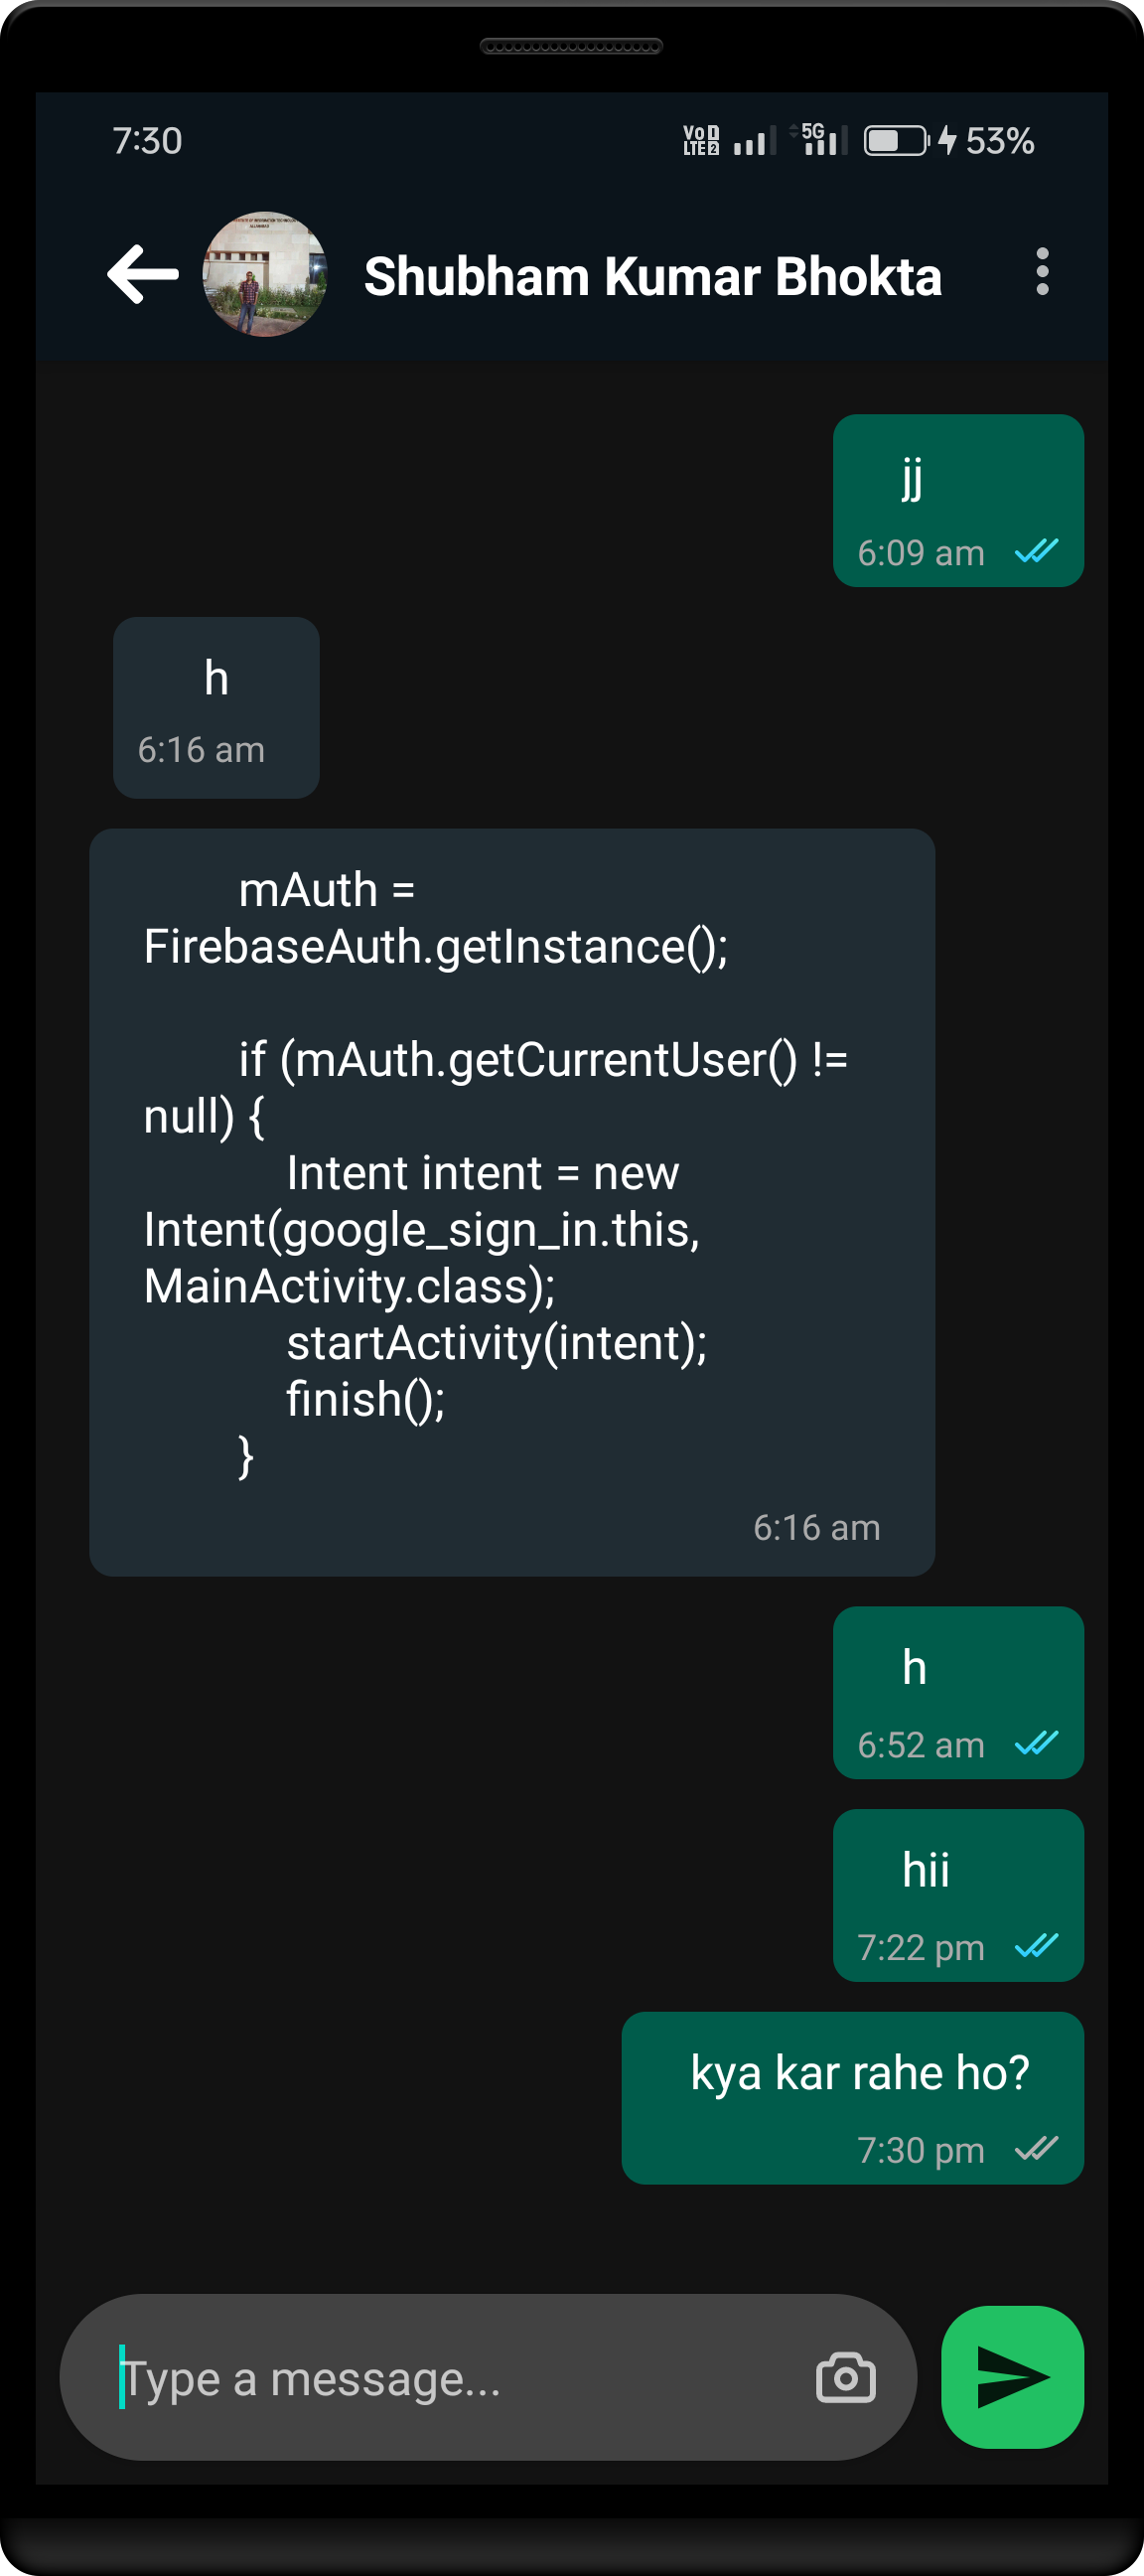 7:30
Vo 1
LTE 2
5G
53%
Shubham Kumar Bhokta
jj
6:09 am
h
6:16 am
mAuth =
FirebaseAuth.getInstance();
if (mAuth.getCurrentUser() !=
null) {
Intent intent = new
Intent(google_sign_in.this,
MainActivity.class);
startActivity(intent);
finish();
}
6:16 am
h
6:52 am
hii
7:22 pm
kya kar rahe ho?
7:30 pm
Type a message...